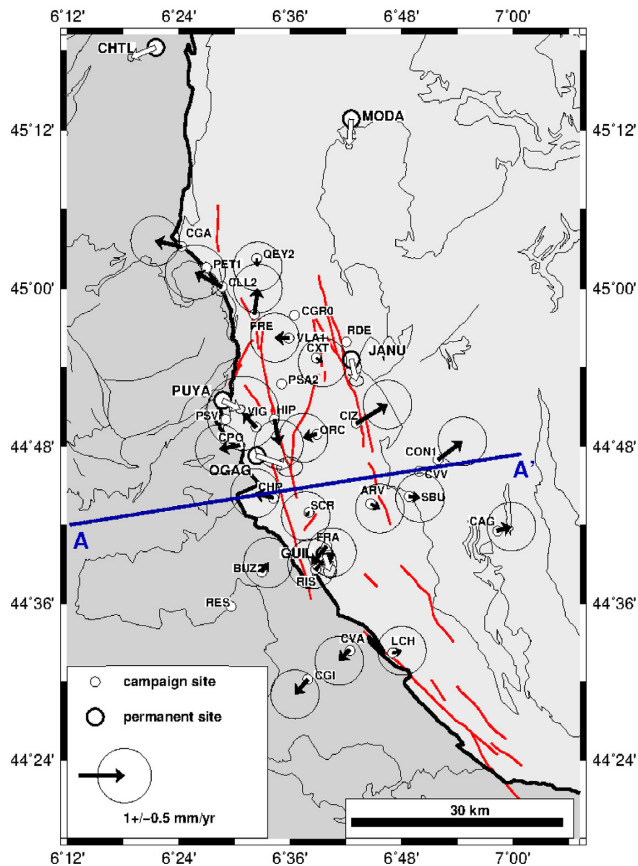 6˚12' 6˚24' 6˚36' 6˚48' 7˚00'
CHTL
MODA
45˚12' 45˚12'
CGA
QEY2
PET1
CLL2
45˚00' 45˚00'
CGR0
FRE
VLA1 RDE
CXT JANU
PSA2
PUYA
PSV VIG HIP CIZ
CPO ORC
44˚48' 44˚48'
CON1
OGAG A'
CVV
CHP ARV SBU
SCR
A CAG
FRA
GUIL
BUZ2
RIS
44˚36' RES 44˚36'
CVA LCH
CGI
campaign site
permanent site
44˚24' 44˚24'
1+/−0.5 mm/yr 30 km
6˚12' 6˚24' 6˚36' 6˚48' 7˚00'